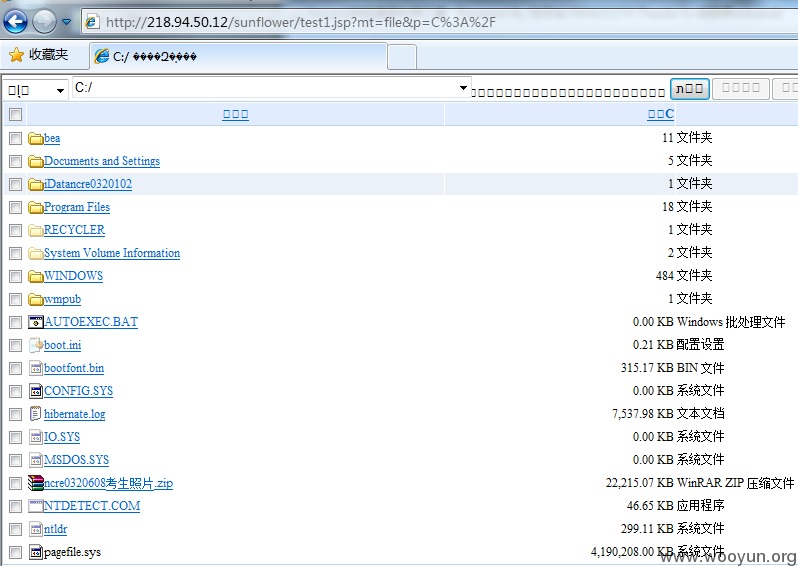 http://218.94.50.12/sunflower/test1.jsp?mt=file&p=C%3A%2F
收藏夹 C:/
C:/
bea 11 文件夹
Documents and Settings 5 文件夹
iDatancre0320102 1 文件夹
Program Files 18 文件夹
RECYCLER 1 文件夹
System Volume Information 2 文件夹
WINDOWS 484 文件夹
wmpub 1 文件夹
AUTOEXEC.BAT 0.00 KB Windows 批处理文件
boot.ini 0.21 KB 配置设置
bootfont.bin 315.17 KB BIN 文件
CONFIG.SYS 0.00 KB 系统文件
hibernate.log 7,537.98 KB 文本文档
IO.SYS 0.00 KB 系统文件
MSDOS.SYS 0.00 KB 系统文件
ncre0320608考生照片.zip 22,215.07 KB WinRAR ZIP 压缩文件
NTDETECT.COM 46.65 KB 应用程序
ntldr 299.11 KB 系统文件
pagefile.sys 4,190,208.00 KB 系统文件
www.wooyun.org